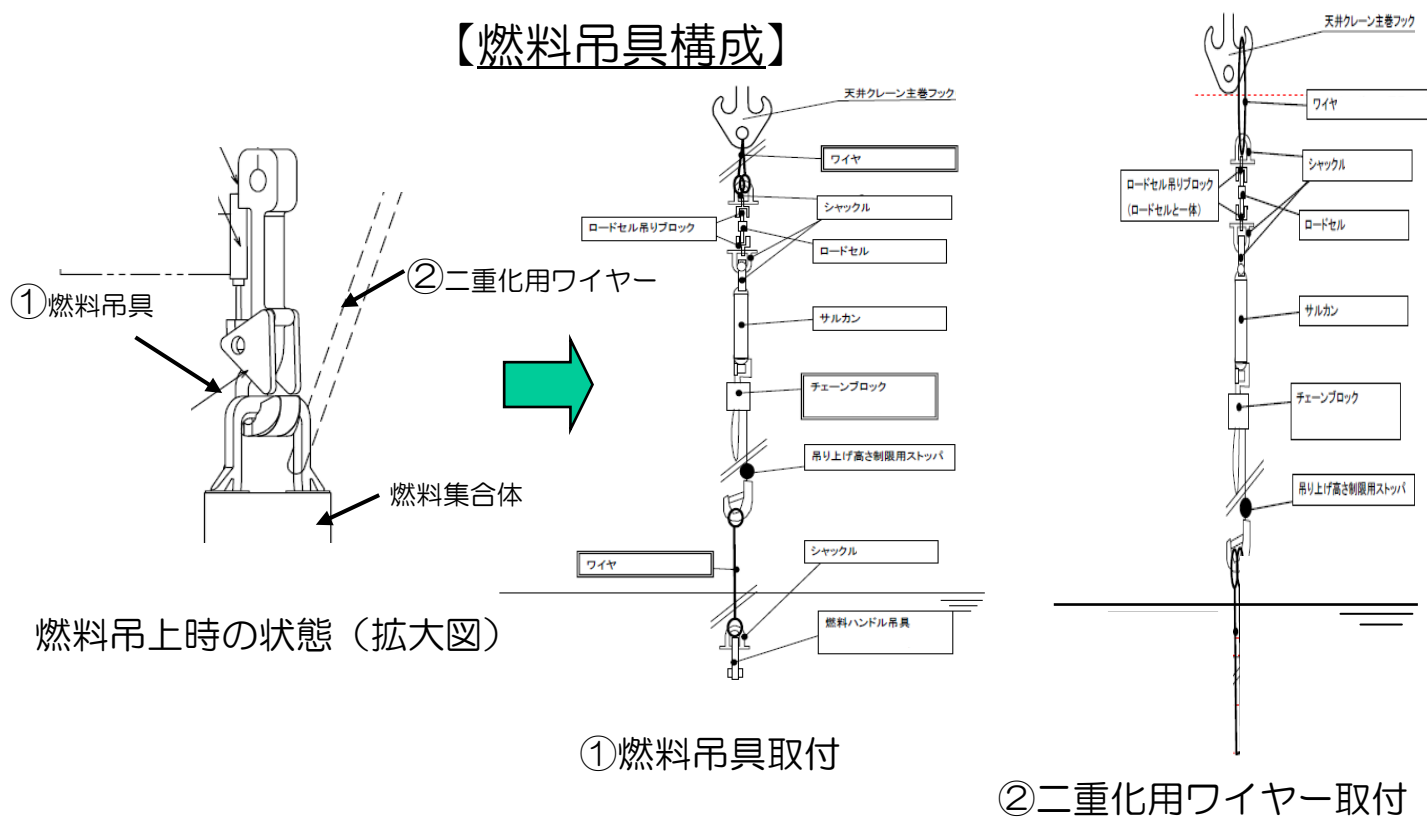 【燃料吊具構成】
①燃料吊具
②二重化用ワイヤー
燃料集合体
燃料吊上時の状態（拡大図）
天井クレーン主巻フック
ワイヤ
シャックル
ロードセル吊りブロック
ロードセル
サルカン
チェーンブロック
吊り上げ高さ制限用ストッパ
シャックル
ワイヤ
燃料ハンドル吊具
①燃料吊具取付
天井クレーン主巻フック
ワイヤ
シャックル
ロードセル吊りブロック
(ロードセルと一体)
ロードセル
サルカン
チェーンブロック
吊り上げ高さ制限用ストッパ
②二重化用ワイヤー取付